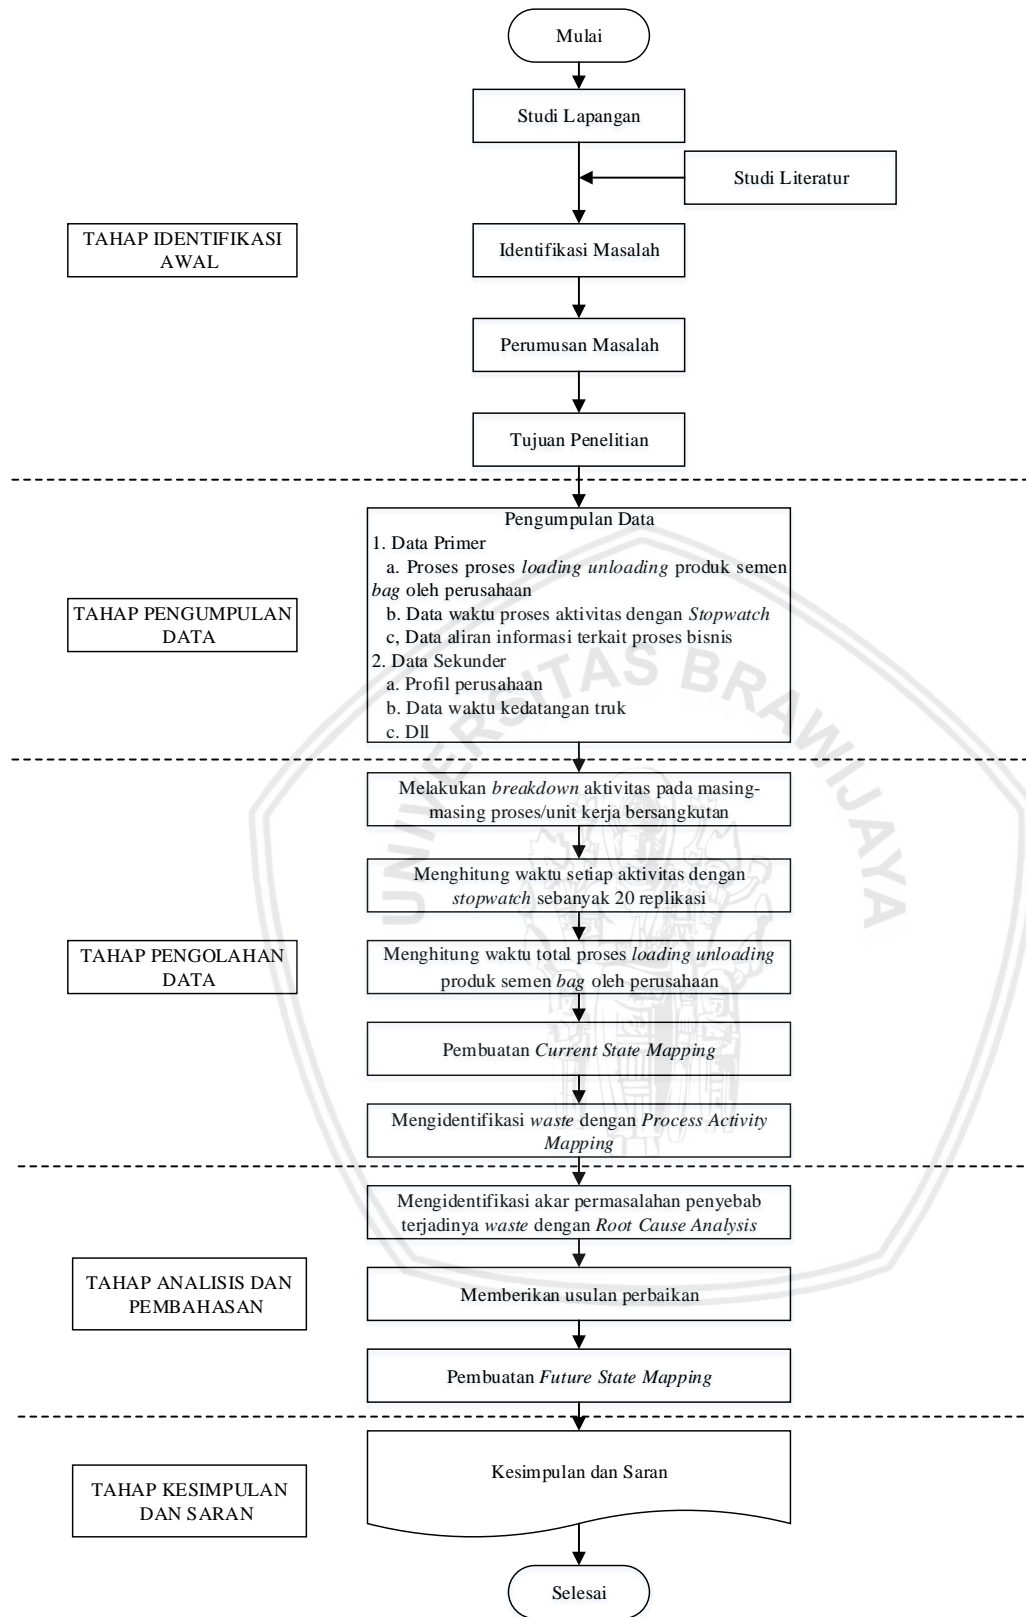 Mulai
Studi Lapangan
Studi Literatur
TAHAP IDENTIFIKASI
AWAL
Identifikasi Masalah
Perumusan Masalah
Tujuan Penelitian
TAHAP PENGUMPULAN
DATA
Pengumpulan Data
1. Data Primer
a. Proses proses loading unloading produk semen
bag oleh perusahaan
b. Data waktu proses aktivitas dengan Stopwatch
c, Data aliran informasi terkait proses bisnis
2. Data Sekunder
a. Profil perusahaan
b. Data waktu kedatangan truk
c. Dll
UNIVERSITAS BRAWIJAYA
TAHAP PENGOLAHAN
DATA
Melakukan breakdown aktivitas pada masing-
masing proses/unit kerja bersangkutan
Menghitung waktu setiap aktivitas dengan
stopwatch sebanyak 20 replikasi
Menghitung waktu total proses loading unloading
produk semen bag oleh perusahaan
Pembuatan Current State Mapping
Mengidentifikasi waste dengan Process Activity
Mapping
TAHAP ANALISIS DAN
PEMBAHASAN
Mengidentifikasi akar permasalahan penyebab
terjadinya waste dengan Root Cause Analysis
Memberikan usulan perbaikan
Pembuatan Future State Mapping
TAHAP KESIMPULAN
DAN SARAN
Kesimpulan dan Saran
Selesai